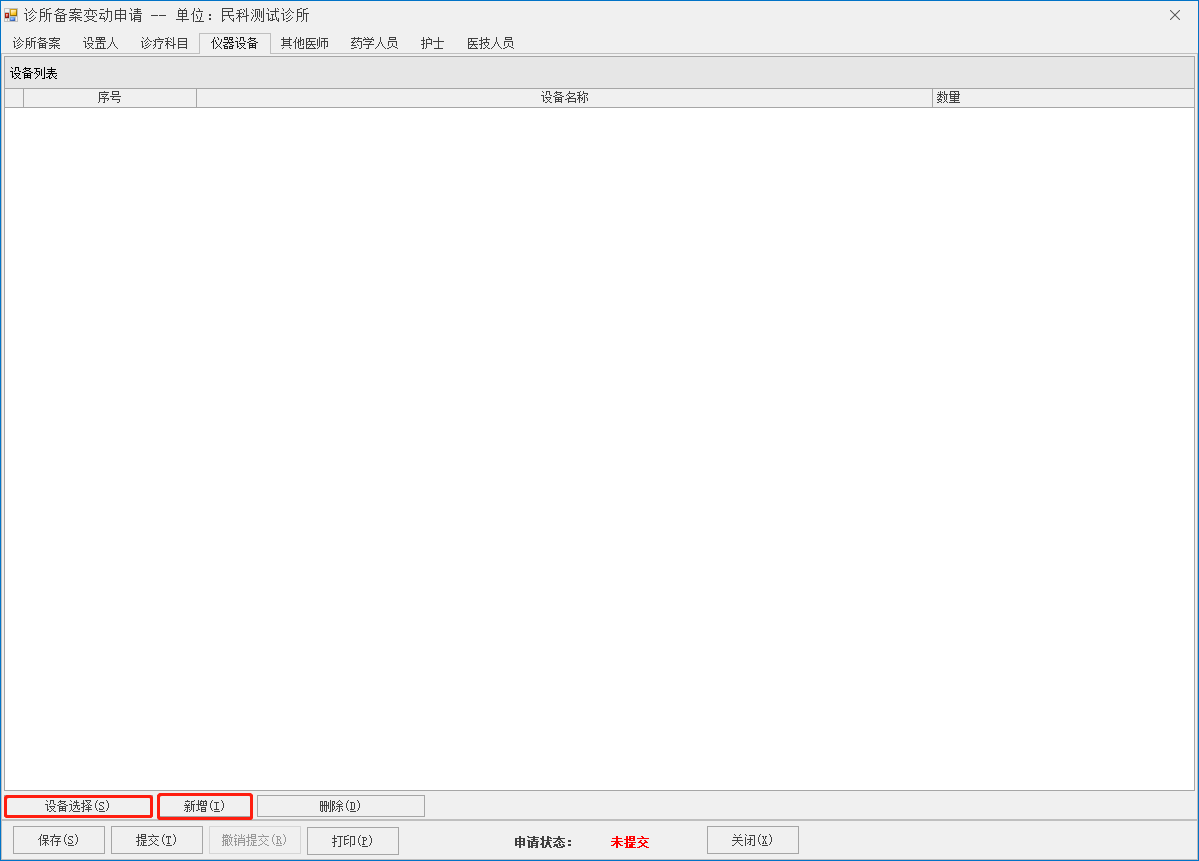 诊所备案变动申请 -- 单位：民科测试诊所
诊所备案 设置人 诊疗科目 仪器设备 其他医师 药学人员 护士 医技人员
设备列表
序号 设备名称 数量
设备选择(S) 新增(I) 删除(D)
保存(S) 提交(T) 撤销提交(R) 打印(P) 申请状态： 未提交 关闭(X)